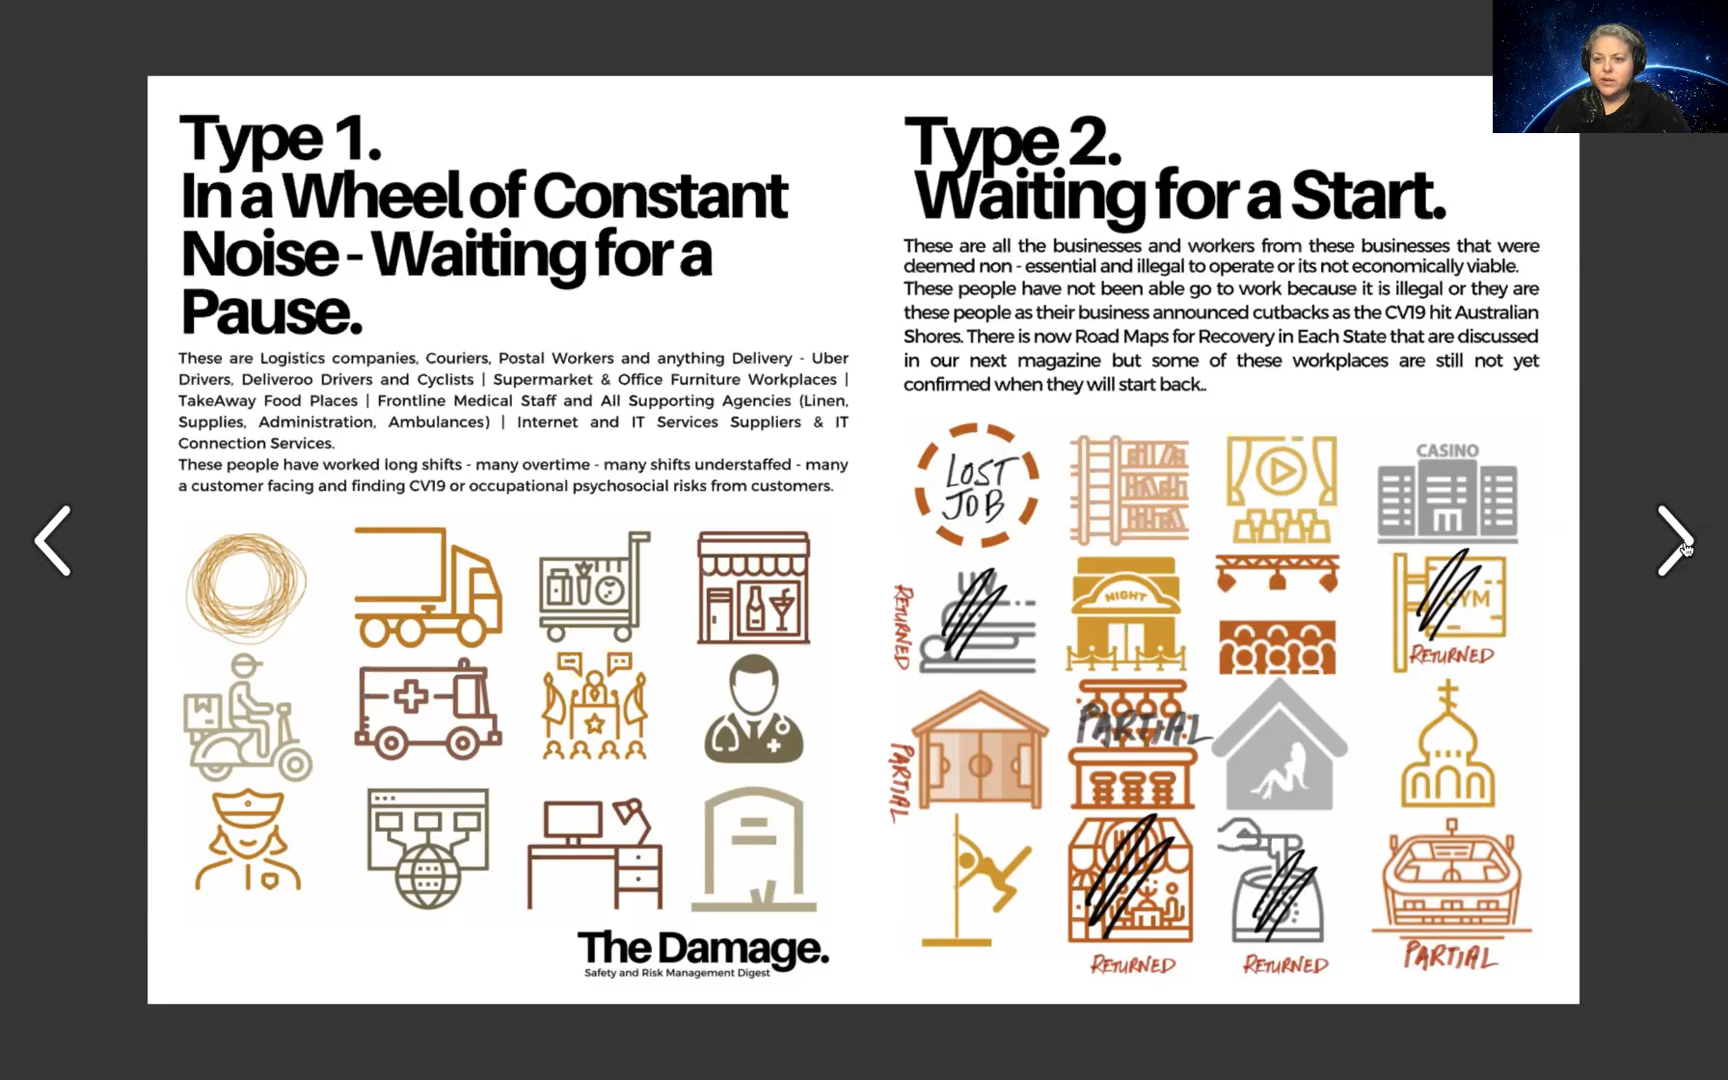 Type 1.
In a Wheel of Constant
Noise - Waiting for a
Pause.
These are Logistics companies, Couriers, Postal Workers and anything Delivery - Uber
Drivers, Deliveroo Drivers and Cyclists | Supermarket & Office Furniture Workplaces |
TakeAway Food Places | Frontline Medical Staff and All Supporting Agencies (Linen,
Supplies, Administration, Ambulances) | Internet and IT Services Suppliers & IT
Connection Services.
These people have worked long shifts - many overtime - many shifts understaffed - many
a customer facing and finding CV19 or occupational psychosocial risks from customers.
The Damage.
Safety and Risk Management Digest
Type 2.
Waiting for a Start.
These are all the businesses and workers from these businesses that were
deemed non - essential and illegal to operate or its not economically viable.
These people have not been able go to work because it is illegal or they are
these people as their business announced cutbacks as the CV19 hit Australian
Shores. There is now Road Maps for Recovery in Each State that are discussed
in our next magazine but some of these workplaces are still not yet
confirmed when they will start back..
LOST
JOB
CASINO
RETURNED
UV
NIGHT
GYM
RETURNED
PARTIAL
PARTIAL
RETURNED
RETURNED
PARTIAL